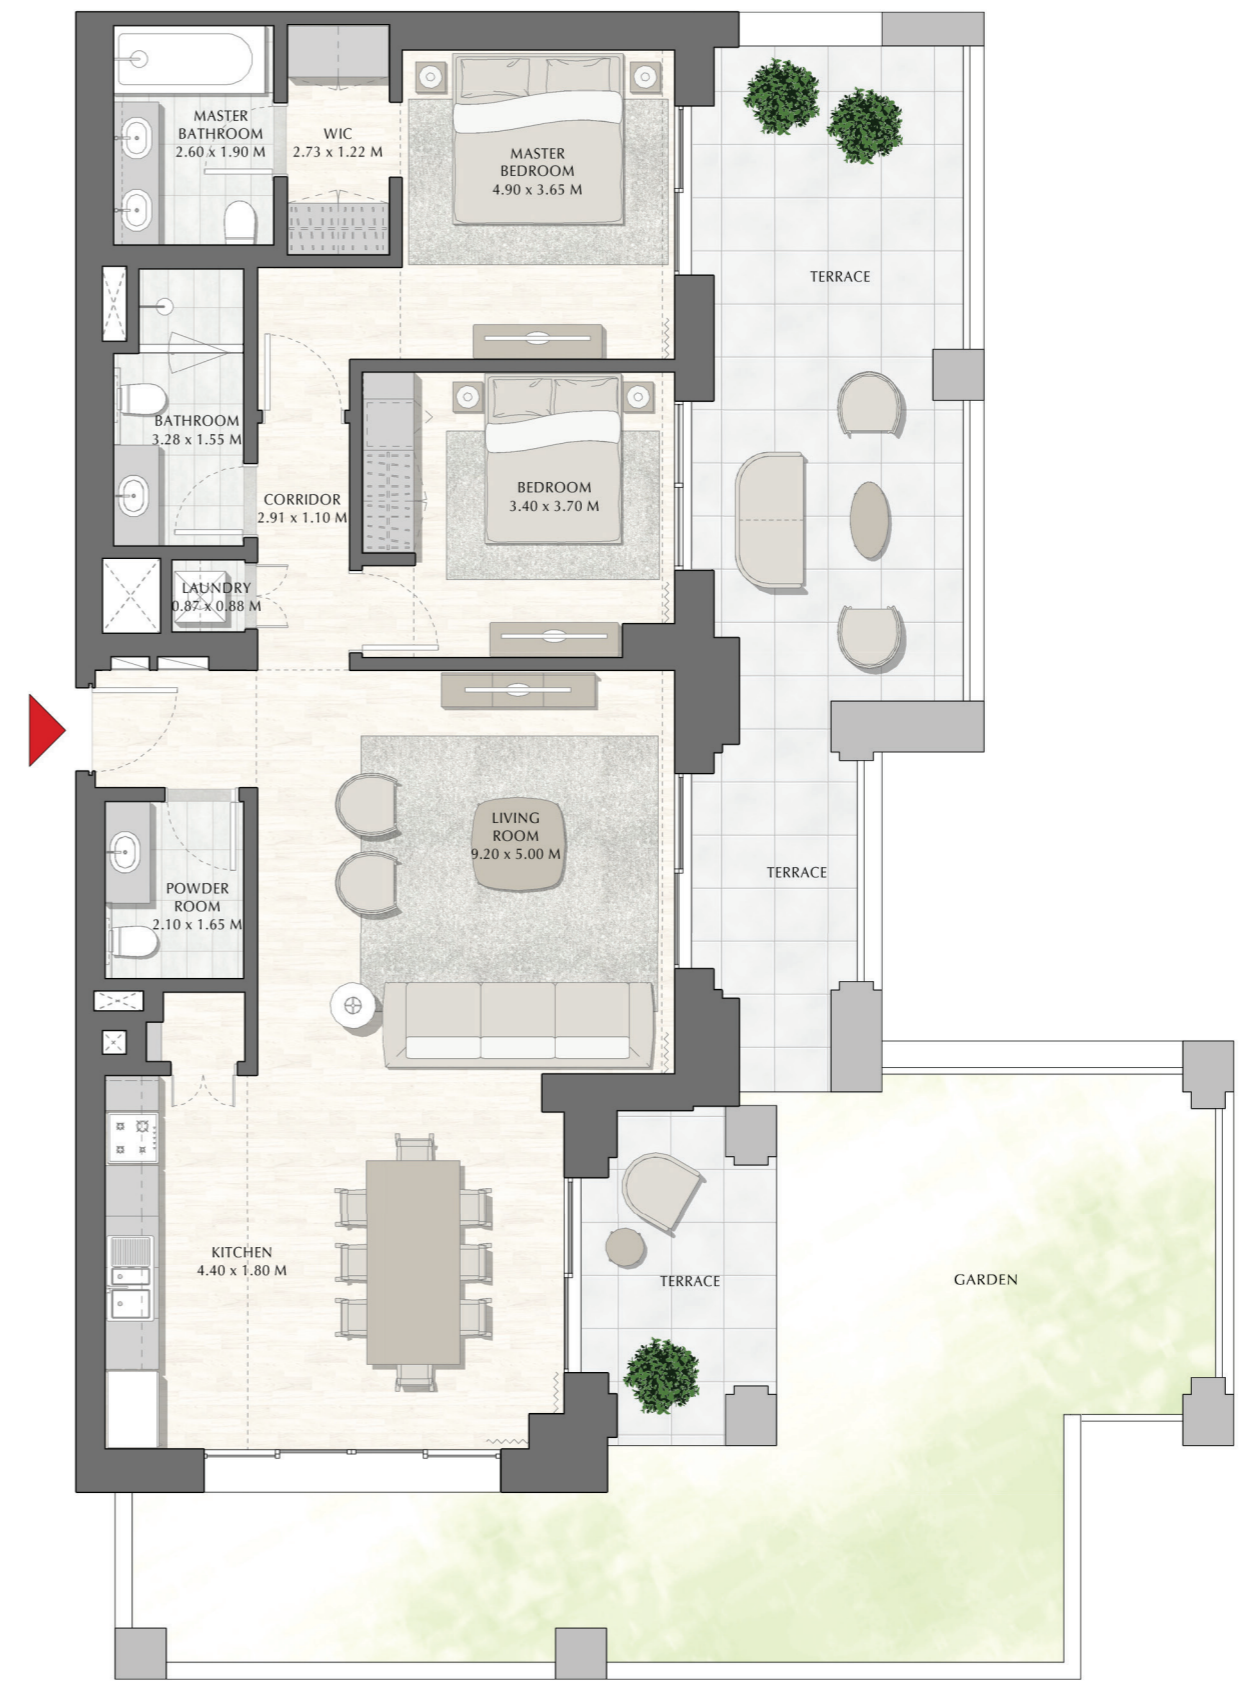 MASTER
BATHROOM
2.60 x 1.90 M
WIC
2.73 x 1.22 M
MASTER
BEDROOM
4.90 x 3.65 M
TERRACE
BATHROOM
3.28 x 1.55 M
CORRIDOR
2.91 x 1.10 M
BEDROOM
3.40 x 3.70 M
LAUNDRY
0.87 x 0.88 M
LIVING
ROOM
9.20 x 5.00 M
TERRACE
POWDER
ROOM
2.10 x 1.65 M
KITCHEN
4.40 x 1.80 M
TERRACE
GARDEN